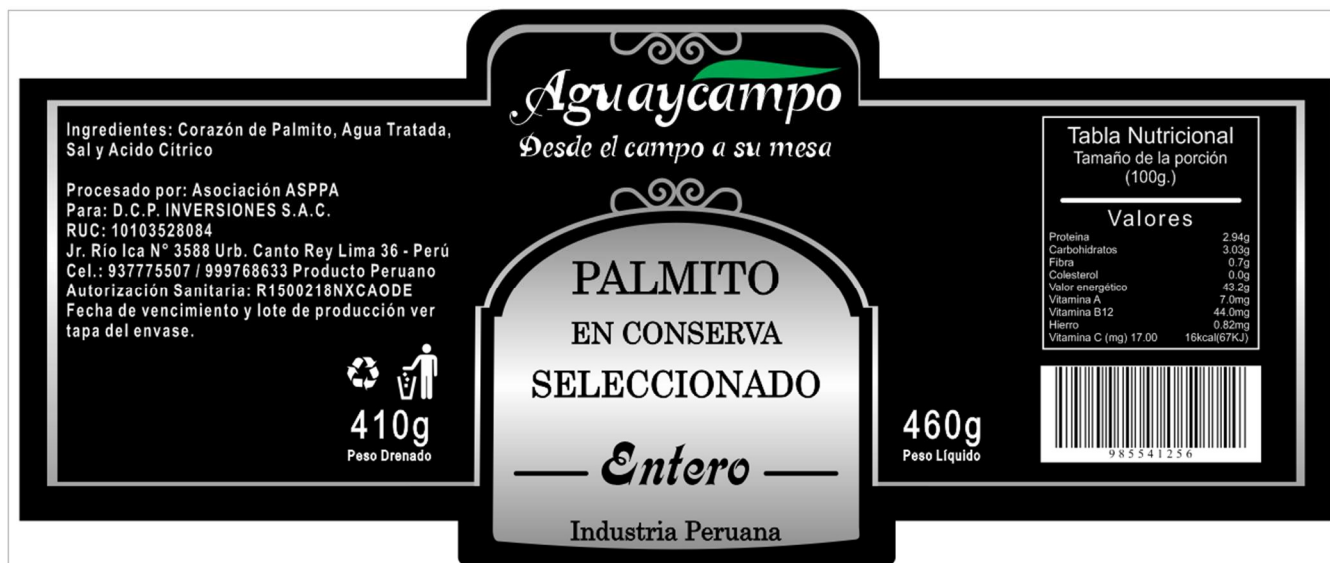 Aguaycampo
Desde el campo a su mesa
Ingredientes: Corazón de Palmito, Agua Tratada,
Sal y Acido Cítrico
Procesado por: Asociación ASPPA
Para: D.C.P. INVERSIONES S.A.C.
RUC: 10103528084
Jr. Río Ica N° 3588 Urb. Canto Rey Lima 36 - Perú
Cel.: 937775507 / 999768633 Producto Peruano
Autorización Sanitaria: R1500218NXCAODE
Fecha de vencimiento y lote de producción ver
tapa del envase.
410g
Peso Drenado
PALMITO
EN CONSERVA
SELECCIONADO
Entero
Industria Peruana
460g
Peso Líquido
Tabla Nutricional
Tamaño de la porción
(100g.)
Valores
Proteina 2.94g
Carbohidratos 3.03g
Fibra 0.7g
Colesterol 0.0g
Valor energético 43.2g
Vitamina A 7.0mg
Vitamina B12 44.0mg
Hierro 0.82mg
Vitamina C (mg) 17.00 16kcal(67KJ)
985541256